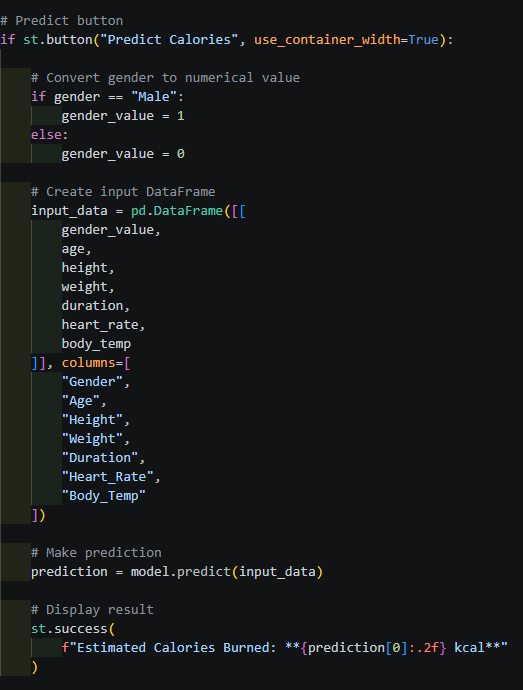 # Predict button
if st.button("Predict Calories", use_container_width=True):
# Convert gender to numerical value
if gender == "Male":
gender_value = 1
else:
gender_value = 0
# Create input DataFrame
input_data = pd.DataFrame([[
gender_value,
age,
height,
weight,
duration,
heart_rate,
body_temp
]], columns=[
"Gender",
"Age",
"Height",
"Weight",
"Duration",
"Heart_Rate",
"Body_Temp"
])
# Make prediction
prediction = model.predict(input_data)
# Display result
st.success(
f"Estimated Calories Burned: **{prediction[0]:.2f} kcal**"
)